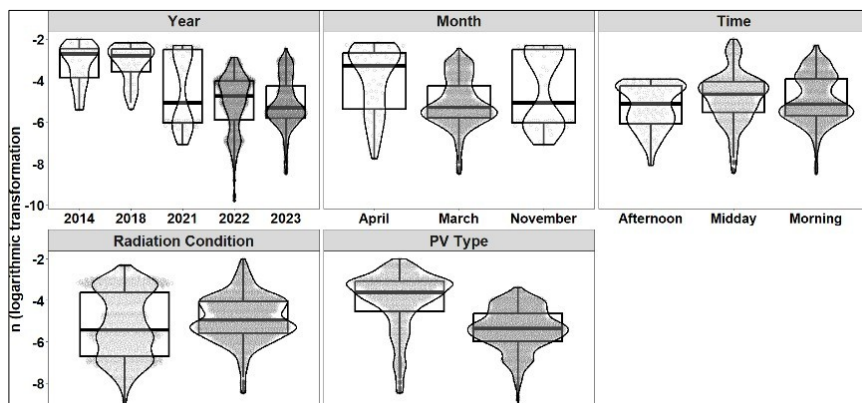 Year Month Time
-2
-4
-6
-8
-10
2014 2018 2021 2022 2023 April March November Afternoon Midday Morning
Radiation Condition PV Type
-2
-4
-6
-8
n (logarithmic transformation